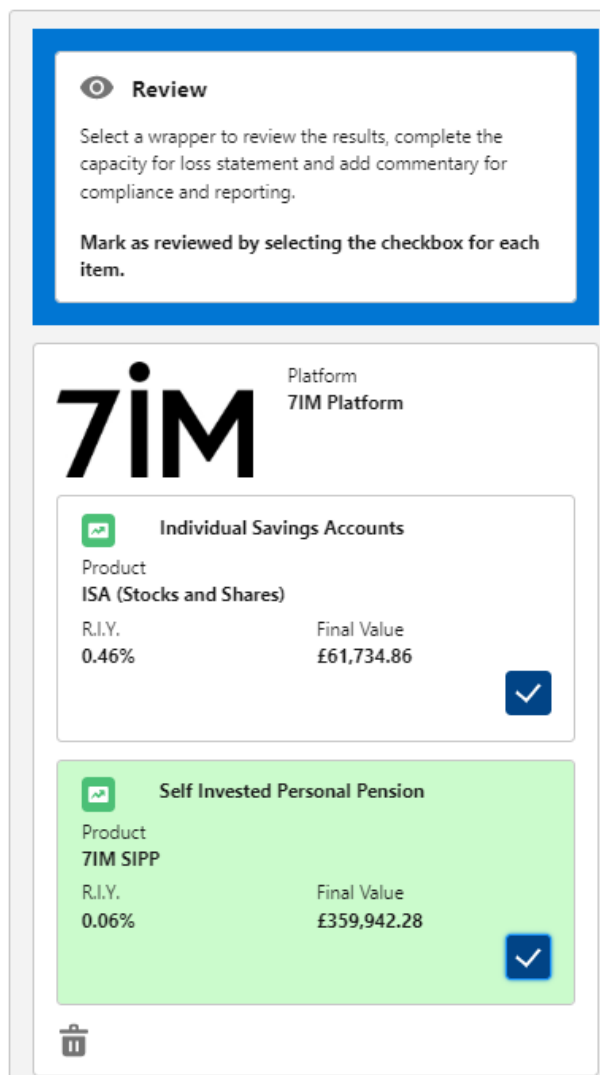 Review
Select a wrapper to review the results, complete the
capacity for loss statement and add commentary for
compliance and reporting.
Mark as reviewed by selecting the checkbox for each
item.
7iM
Platform
7IM Platform
Individual Savings Accounts
Product
ISA (Stocks and Shares)
R.I.Y. Final Value
0.46% £61,734.86
Self Invested Personal Pension
Product
7IM SIPP
R.I.Y. Final Value
0.06% £359,942.28